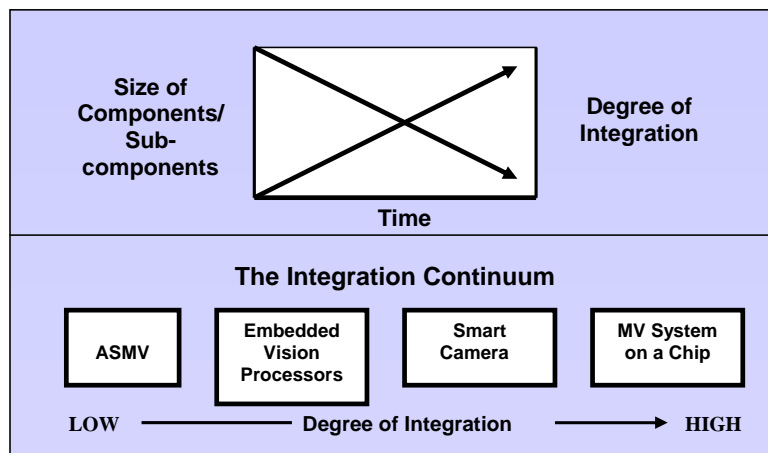 Size of
Components/
Sub-
components
Degree of
Integration
Time
The Integration Continuum
ASMV
Embedded
Vision
Processors
Smart
Camera
MV System
on a Chip
LOW
Degree of Integration
HIGH